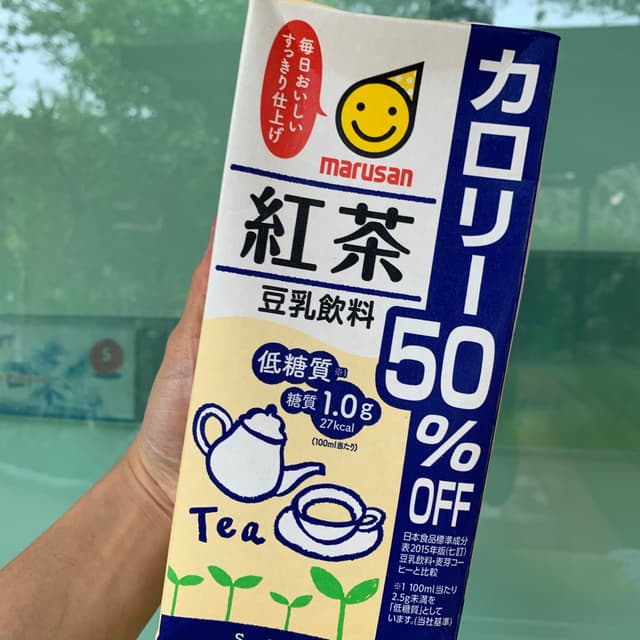 毎日おいしい
すっきり仕上げ
marusan
紅茶
豆乳飲料
カロリー
50
%
OFF
低糖質※1
糖質1.0g
27kcal
(100ml当たり)
Tea
日本食品標準成分
表2015年版(七訂)
豆乳飲料・麦芽コー
ヒーと比較
※1 100ml当たり
2.5g未満を
「低糖質」として
います。(当社基準)
S